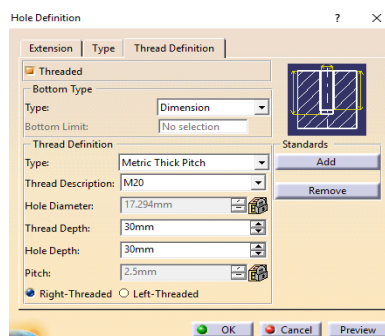 Hole Definition ? ×
Extension Type Thread Definition
Threaded
Bottom Type
Type: Dimension
Bottom Limit: No selection
Thread Definition Standards
Type: Metric Thick Pitch Add
Thread Description: M20 Remove
Hole Diameter: 17.294mm
Thread Depth: 30mm
Hole Depth: 30mm
Pitch: 2.5mm
Right-Threaded Left-Threaded
OK Cancel Preview